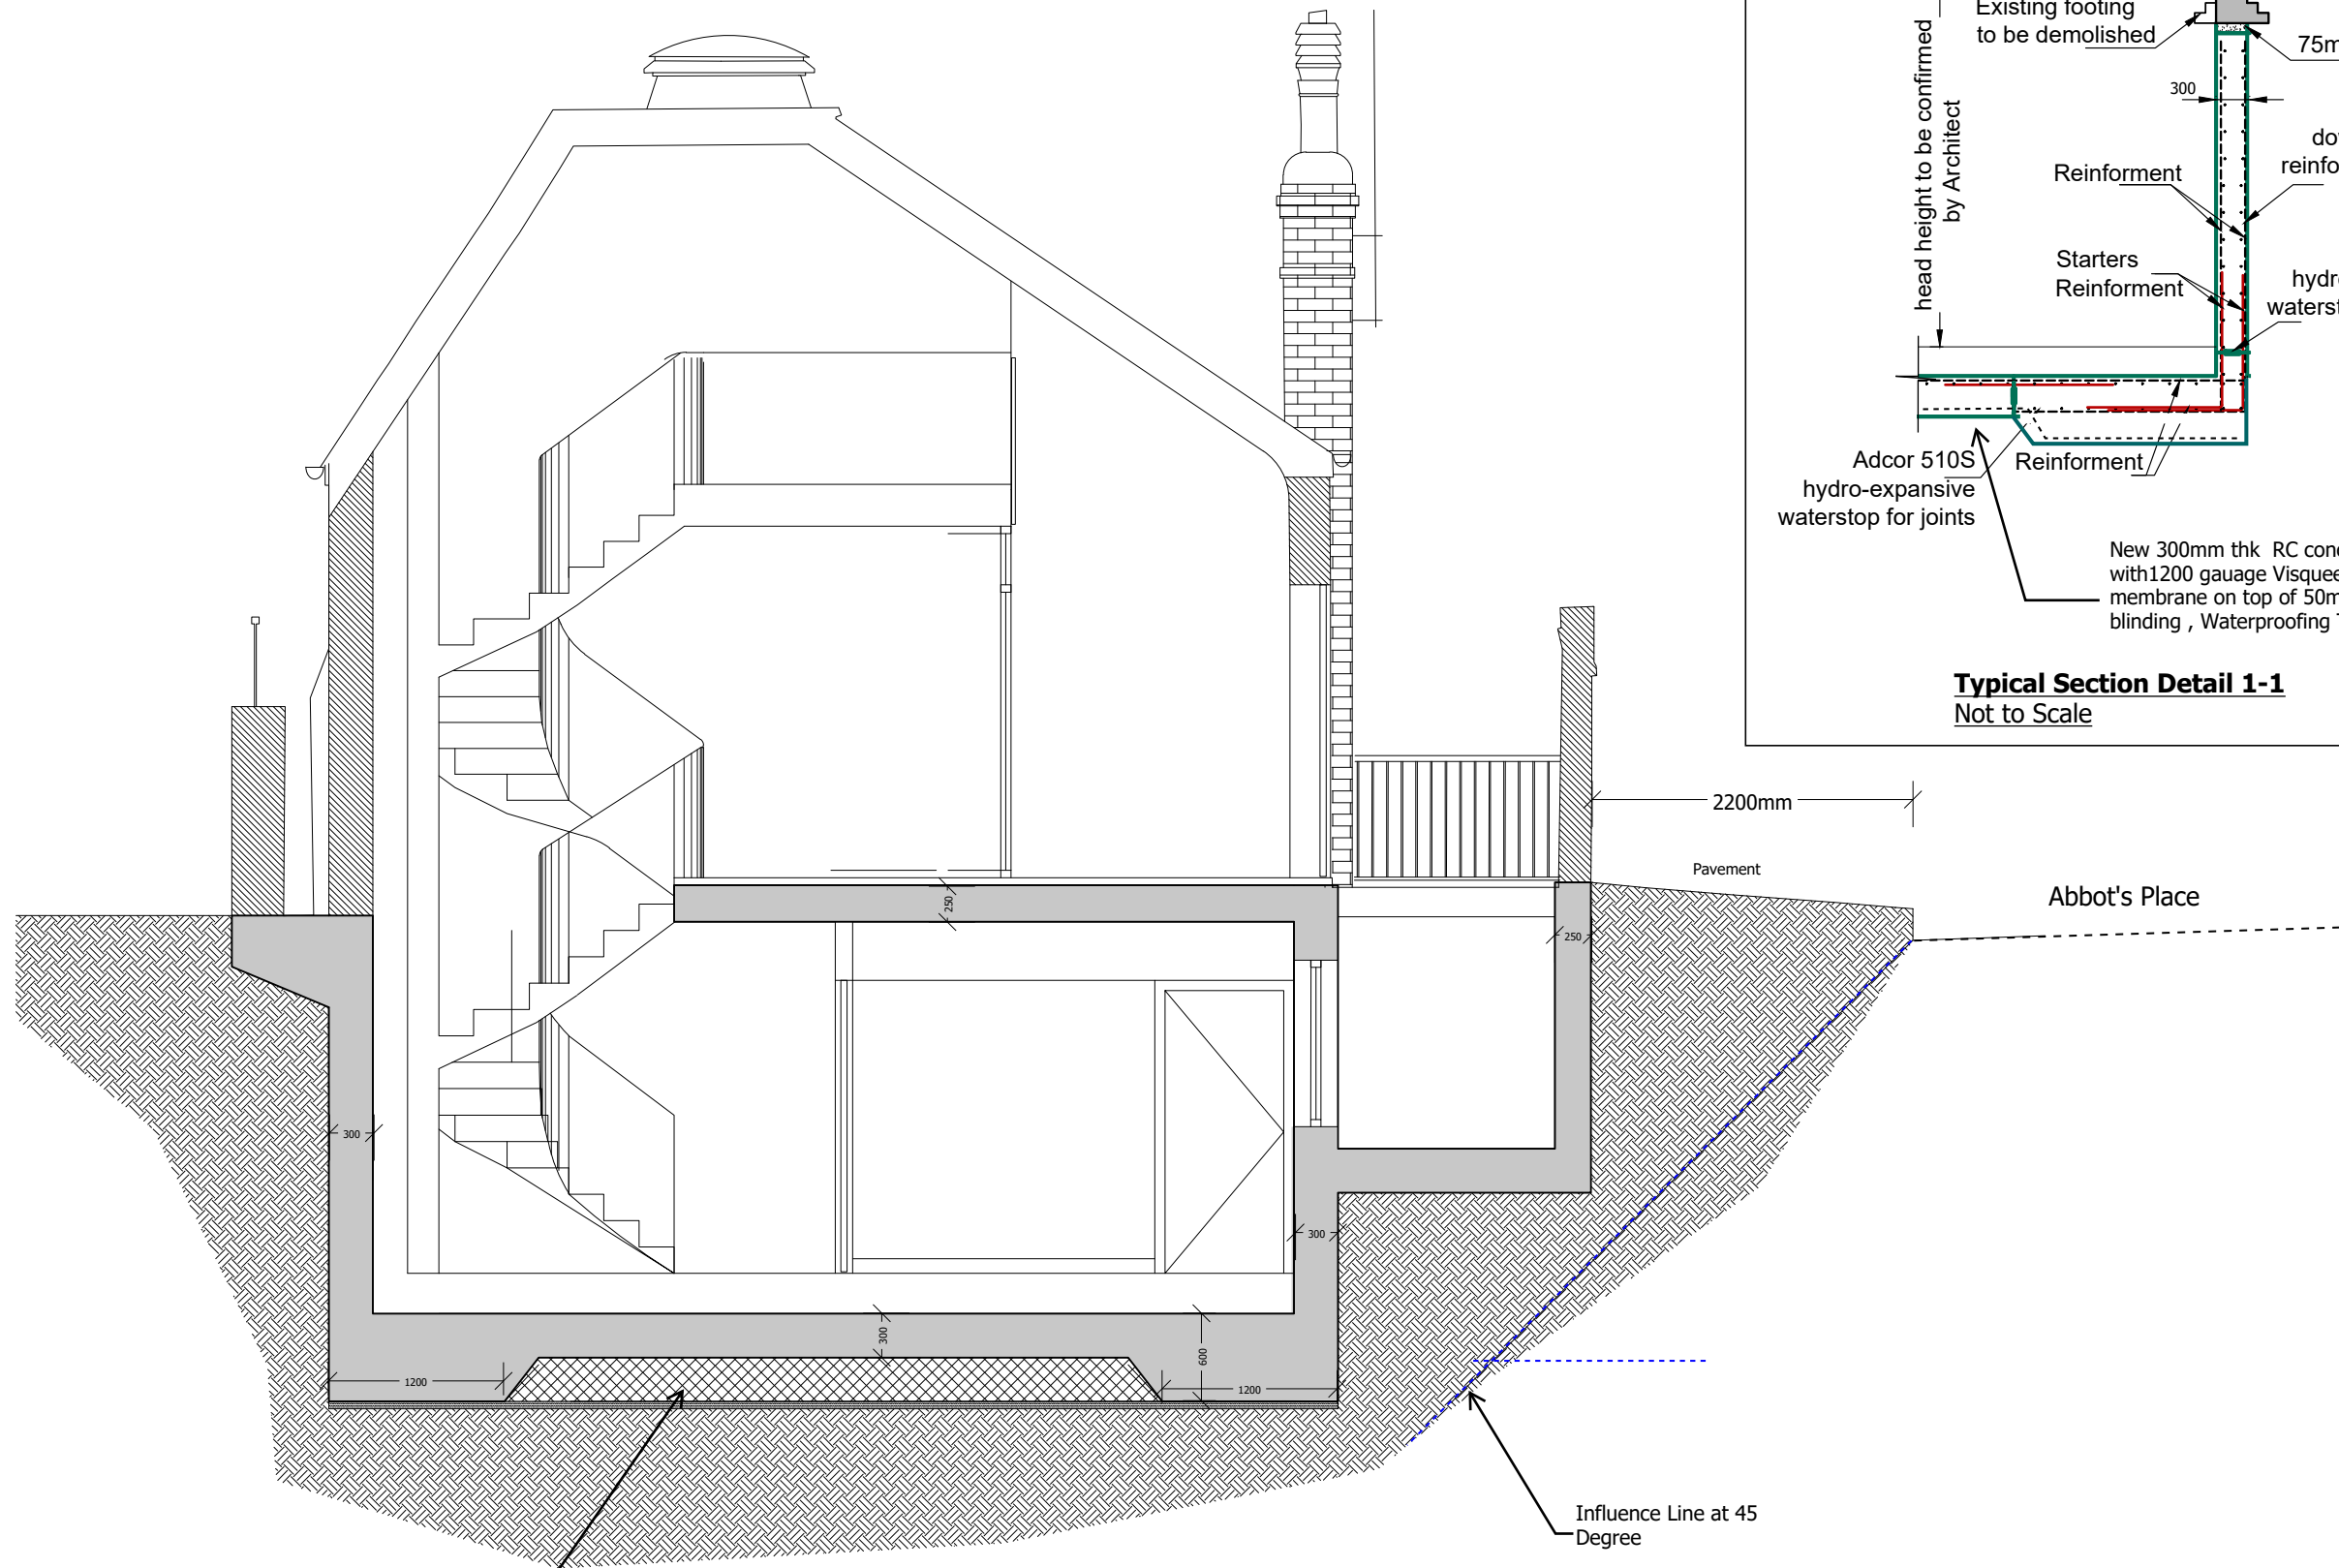 Existing footing
to be demolished
75m
300
head height to be confirmed
by Architect
Reinforment
reinfo
Starters
Reinforment
hydro
waterst
Adcor 510S
hydro-expansive
waterstop for joints
Reinforment
New 300mm thk RC conc
with1200 gauage Visquee
membrane on top of 50m
blinding , Waterproofing
Typical Section Detail 1-1
Not to Scale
2200mm
Pavement
Abbot's Place
250
250
300
300
300
600
1200
1200
Influence Line at 45
Degree